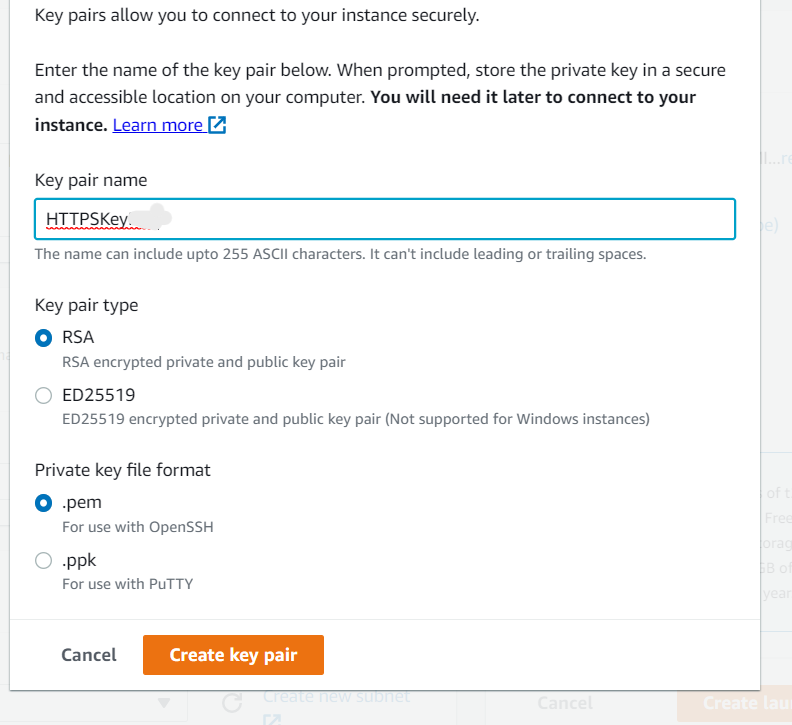 Key pairs allow you to connect to your instance securely.
Enter the name of the key pair below. When prompted, store the private key in a secure
and accessible location on your computer. You will need it later to connect to your
instance. Learn more
Key pair name
HTTPSKey
The name can include upto 255 ASCII characters. It can't include leading or trailing spaces.
Key pair type
RSA
RSA encrypted private and public key pair
ED25519
ED25519 encrypted private and public key pair (Not supported for Windows instances)
Private key file format
.pem
For use with OpenSSH
.ppk
For use with PuTTY
Cancel
Create key pair
Create new subnet
Cancel
Create
of
Free
GB of
year